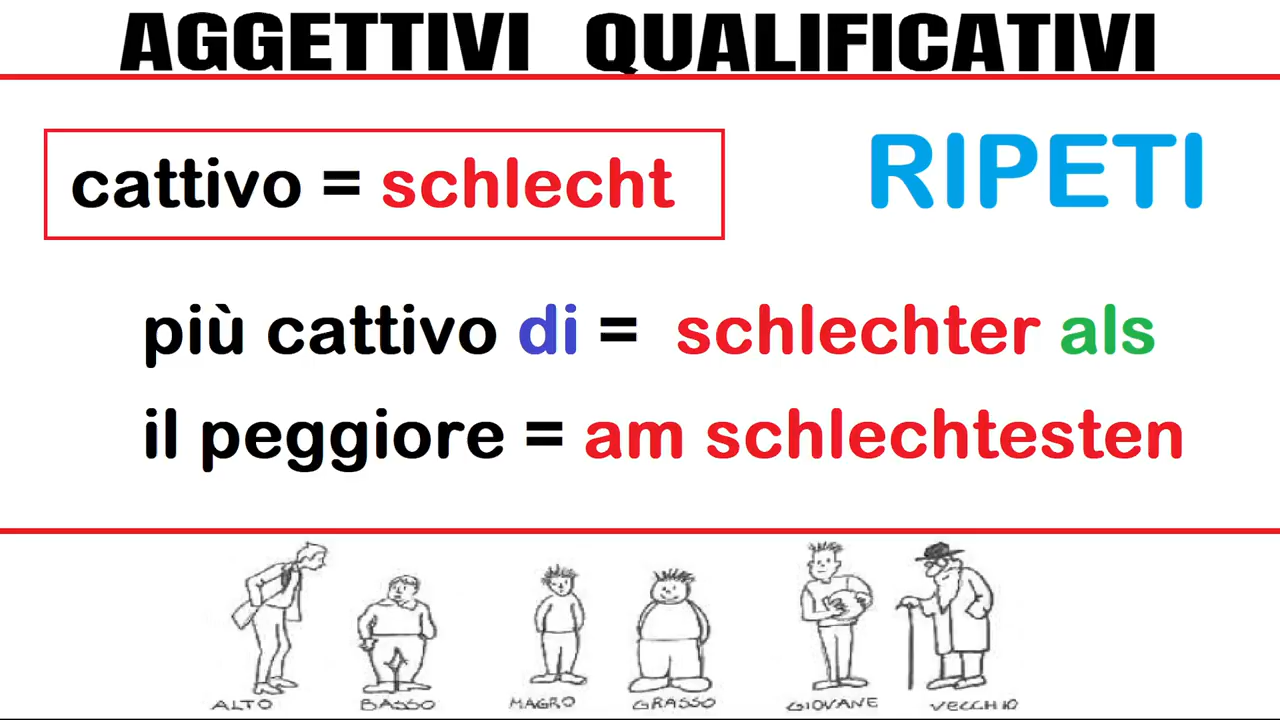 AGGETTIVI QUALIFICATIVI
cattivo = schlecht
RIPETI
più cattivo di = schlechter als
il peggiore = am schlechtesten
ALTO BASSO MAGRO GRASSO GIOVANE VECCHIO